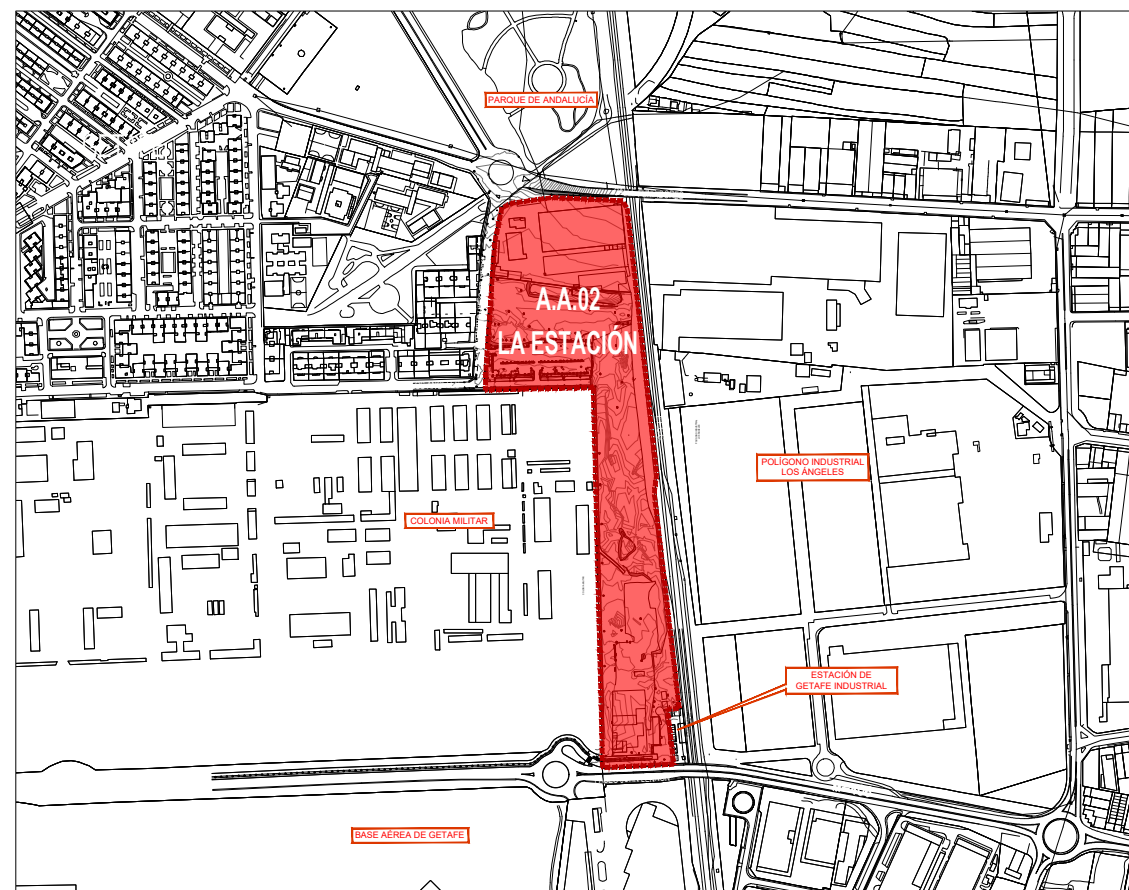 PARQUE DE ANDALUCÍA
A.A.02
LA ESTACIÓN
POLÍGONO INDUSTRIAL
LOS ÁNGELES
COLONIA MILITAR
ESTACIÓN DE
GETAFE INDUSTRIAL
BASE AÉREA DE GETAFE